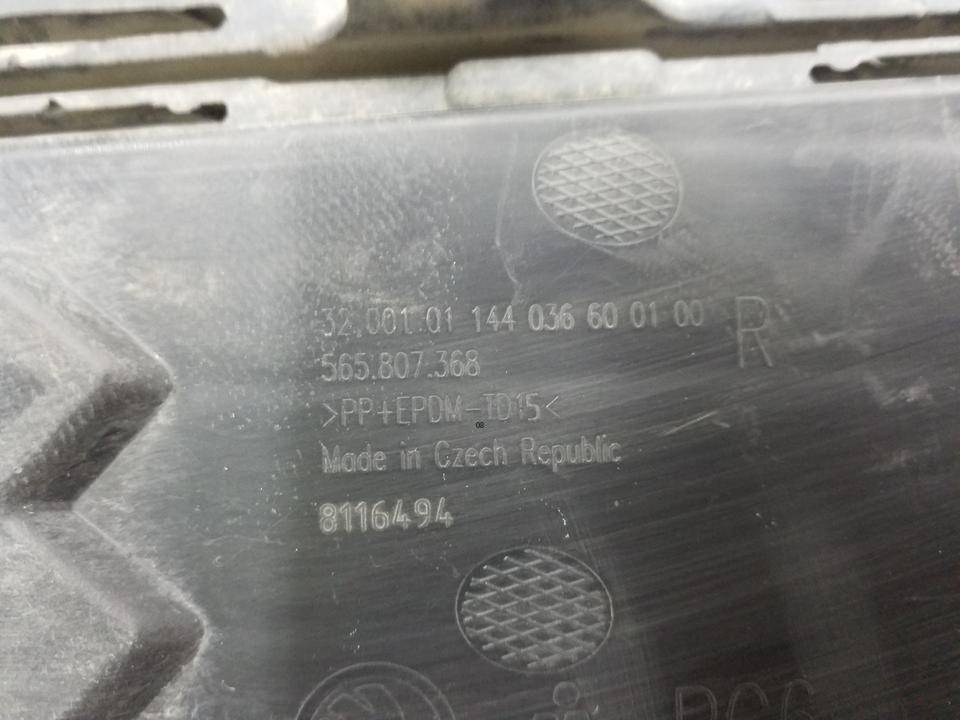 32.001.01 144 036 60 01 00 R
565.807.368
>PP+EPDM-TD15<
08
Made in Czech Republic
8116494